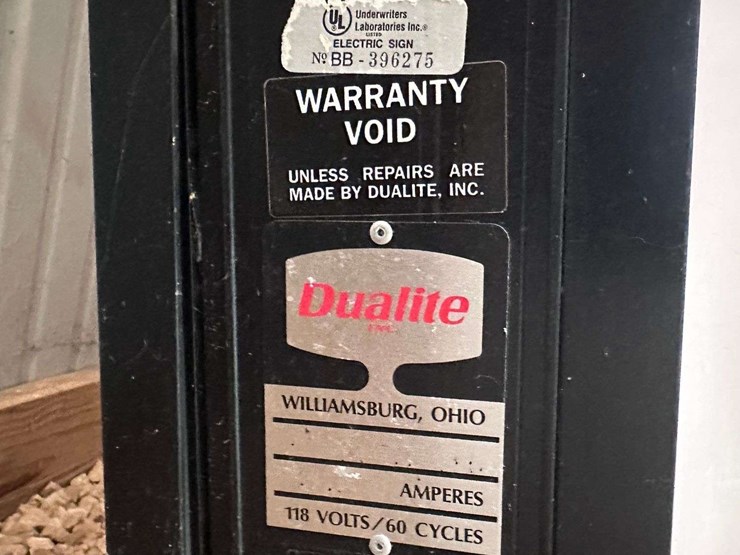 UL
Underwriters
Laboratories Inc.®
LISTED
ELECTRIC SIGN
Nº BB - 396275
WARRANTY
VOID
UNLESS REPAIRS ARE
MADE BY DUALITE, INC.
Dualite
INC.
WILLIAMSBURG, OHIO
AMPERES
118 VOLTS/60 CYCLES